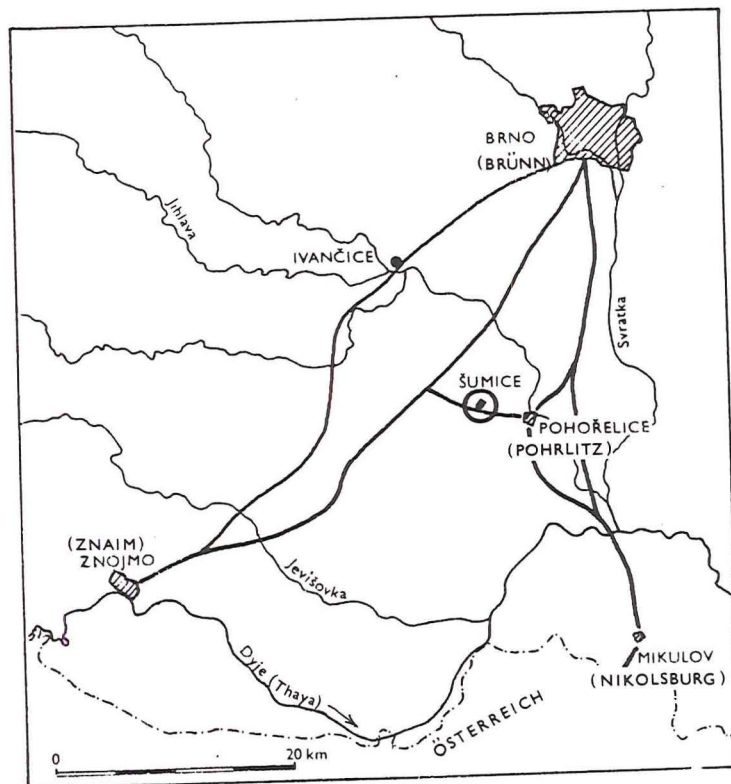 BRNO
(BRÜNN)
Jihlava
IVANČICE
Svratka
ŠUMICE
POHOŘELICE
(POHRLITZ)
(ZNAIM)
ZNOJMO
Jevišovka
Dyje (Thaya)
MIKULOV
(NIKOLSBURG)
ÖSTERREICH
0
20 km